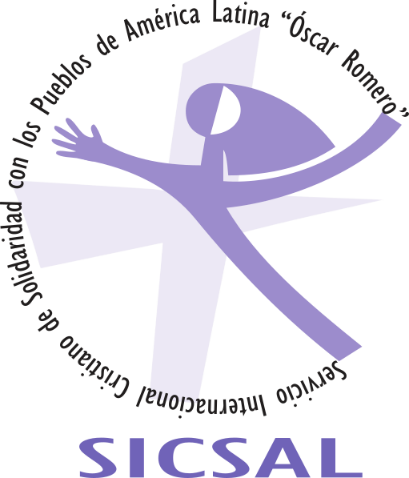 Servicio Internacional Cristiano de Solidaridad con los Pueblos de América Latina “Óscar Romero”
SICSAL